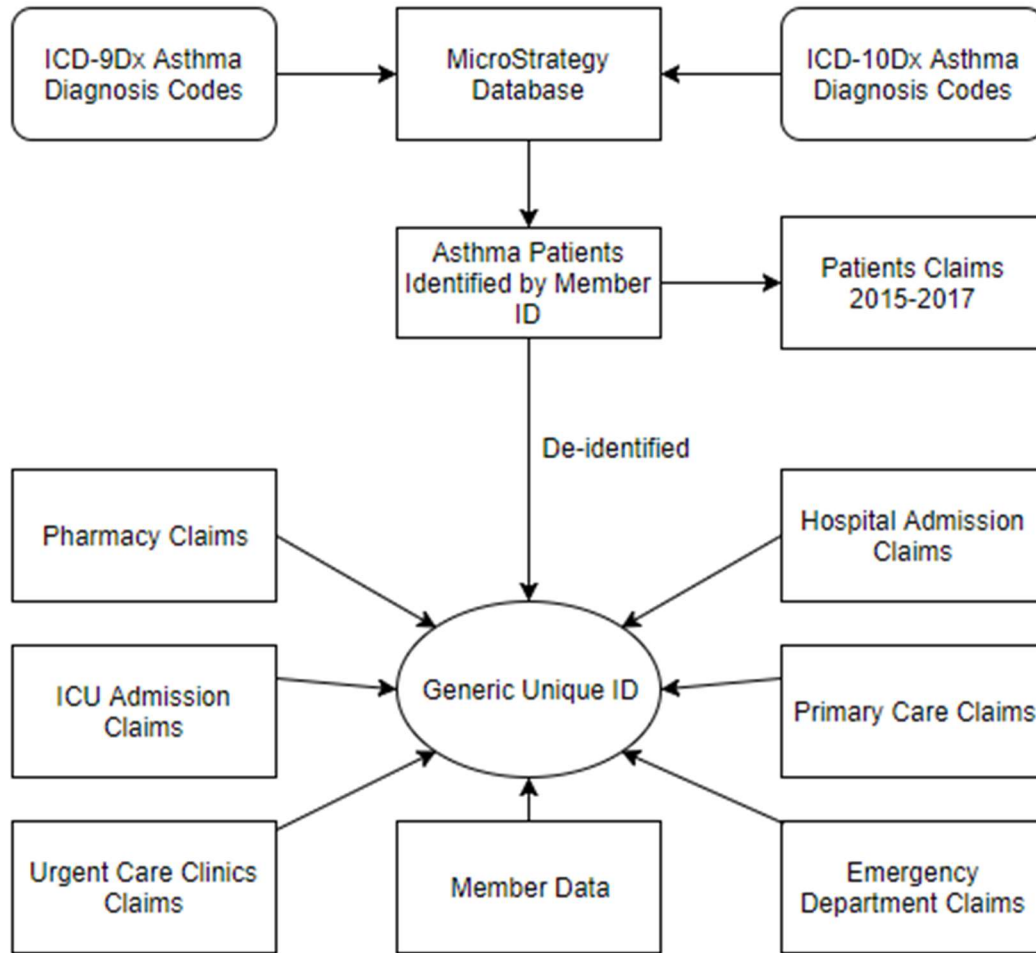 ICD-9Dx Asthma
Diagnosis Codes
MicroStrategy
Database
ICD-10Dx Asthma
Diagnosis Codes
Asthma Patients
Identified by Member
ID
Patients Claims
2015-2017
De-identified
Pharmacy Claims
Hospital Admission
Claims
ICU Admission
Claims
Generic Unique ID
Primary Care Claims
Urgent Care Clinics
Claims
Member Data
Emergency
Department Claims